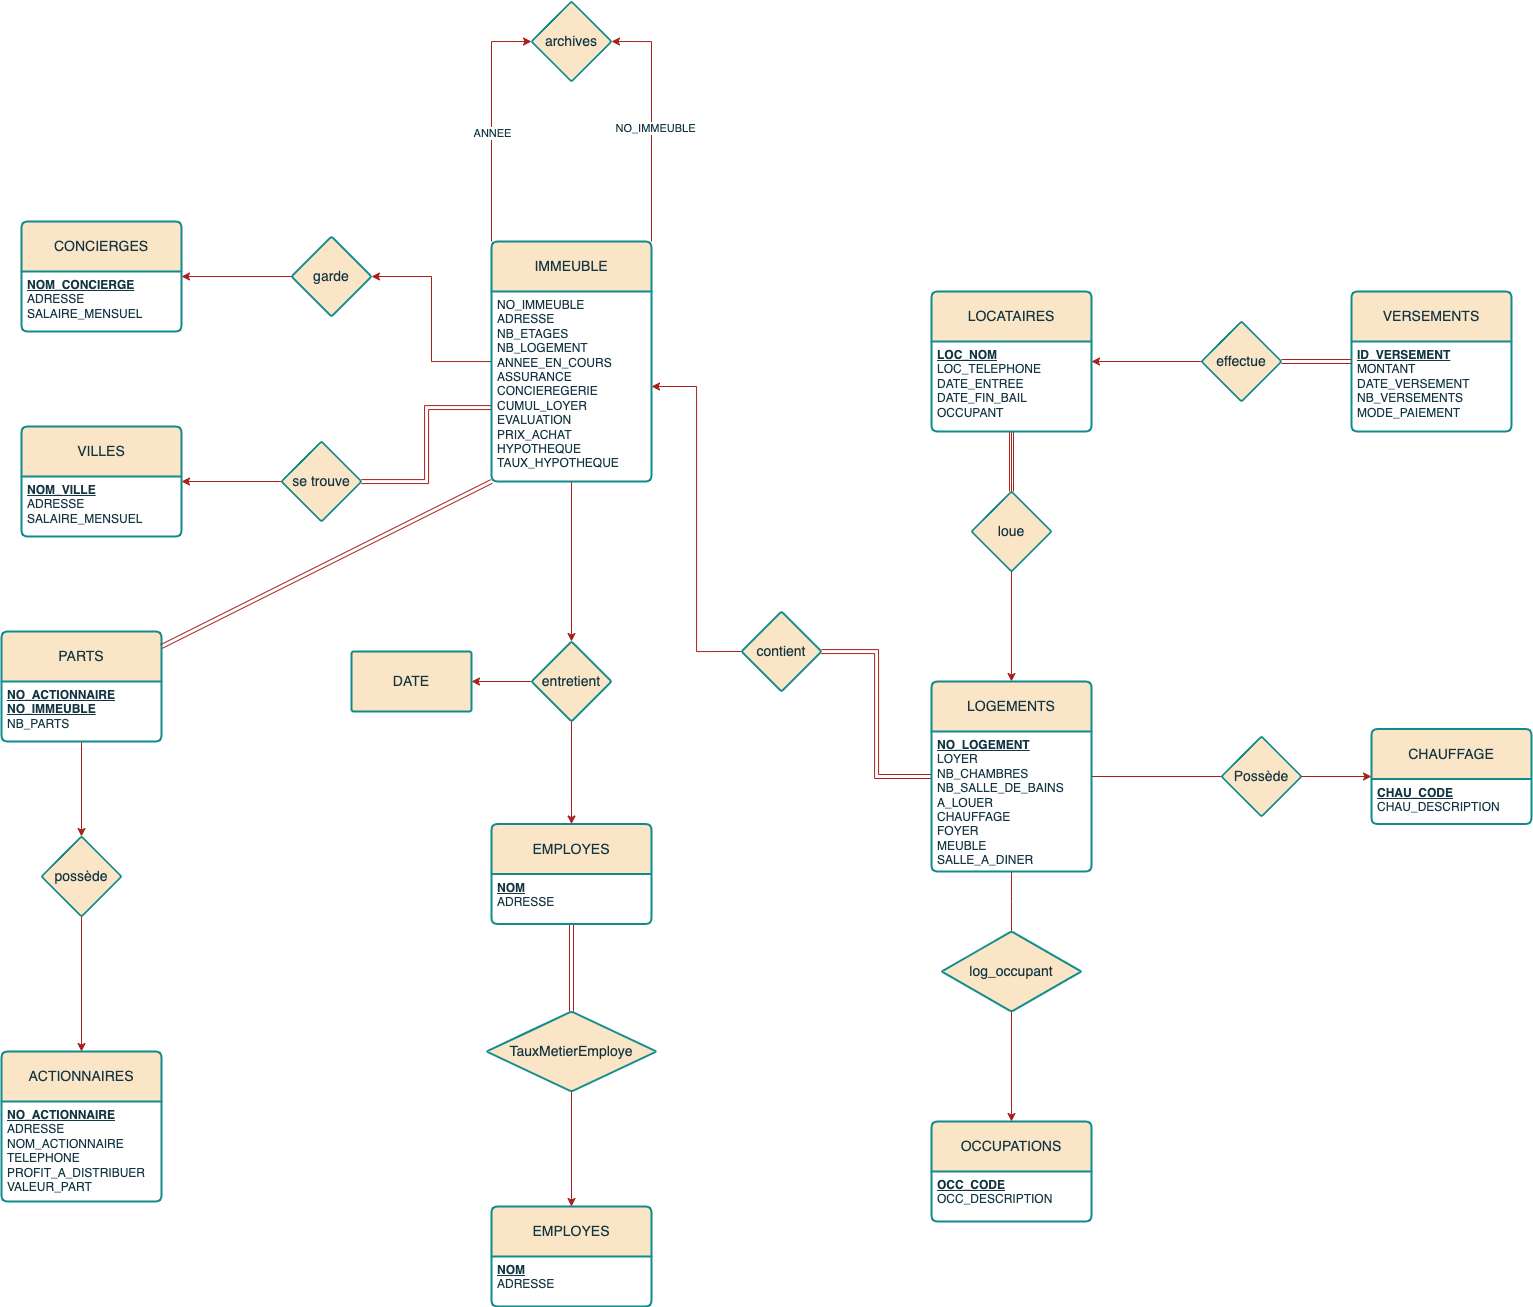 archives
ANNEE
NO_IMMEUBLE
CONCIERGES
NOM_CONCIERGE
ADRESSE
SALAIRE_MENSUEL
garde
IMMEUBLE
NO_IMMEUBLE
ADRESSE
NB_ETAGES
NB_LOGEMENT
ANNEE_EN_COURS
ASSURANCE
CONCIEREGERIE
CUMUL_LOYER
EVALUATION
PRIX_ACHAT
HYPOTHEQUE
TAUX_HYPOTHEQUE
LOCATAIRES
LOC_NOM
LOC_TELEPHONE
DATE_ENTREE
DATE_FIN_BAIL
OCCUPANT
effectue
VERSEMENTS
ID_VERSEMENT
MONTANT
DATE_VERSEMENT
NB_VERSEMENTS
MODE_PAIEMENT
VILLES
NOM_VILLE
ADRESSE
SALAIRE_MENSUEL
se trouve
loue
PARTS
NO_ACTIONNAIRE
NO_IMMEUBLE
NB_PARTS
DATE
entretient
contient
LOGEMENTS
NO_LOGEMENT
LOYER
NB_CHAMBRES
NB_SALLE_DE_BAINS
A_LOUER
CHAUFFAGE
FOYER
MEUBLE
SALLE_A_DINER
Possède
CHAUFFAGE
CHAU_CODE
CHAU_DESCRIPTION
possède
EMPLOYES
NOM
ADRESSE
log_occupant
TauxMetierEmploye
ACTIONNAIRES
NO_ACTIONNAIRE
ADRESSE
NOM_ACTIONNAIRE
TELEPHONE
PROFIT_A_DISTRIBUER
VALEUR_PART
OCCUPATIONS
OCC_CODE
OCC_DESCRIPTION
EMPLOYES
NOM
ADRESSE